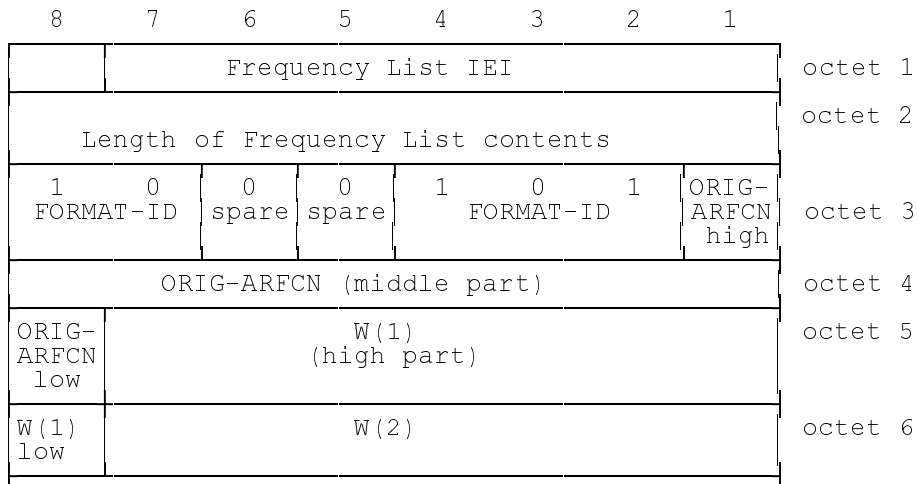 8 7 6 5 4 3 2 1
Frequency List IEI octet 1
octet 2
Length of Frequency List contents
1 0 0 0 1 0 1 ORIG-
FORMAT-ID spare spare FORMAT-ID ARFCN octet 3
high
ORIG-ARFCN (middle part) octet 4
ORIG- W(1) octet 5
ARFCN (high part)
low
W(1) W(2) octet 6
low